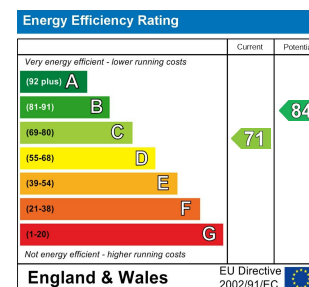 Energy Efficiency Rating
Current Potentia
Very energy efficient - lower running costs
(92 plus) A
(81-91) B
84
(69-80) C
71
(55-68) D
(39-54) E
(21-38) F
(1-20) G
Not energy efficient - higher running costs
England & Wales
EU Directive
2002/91/EC